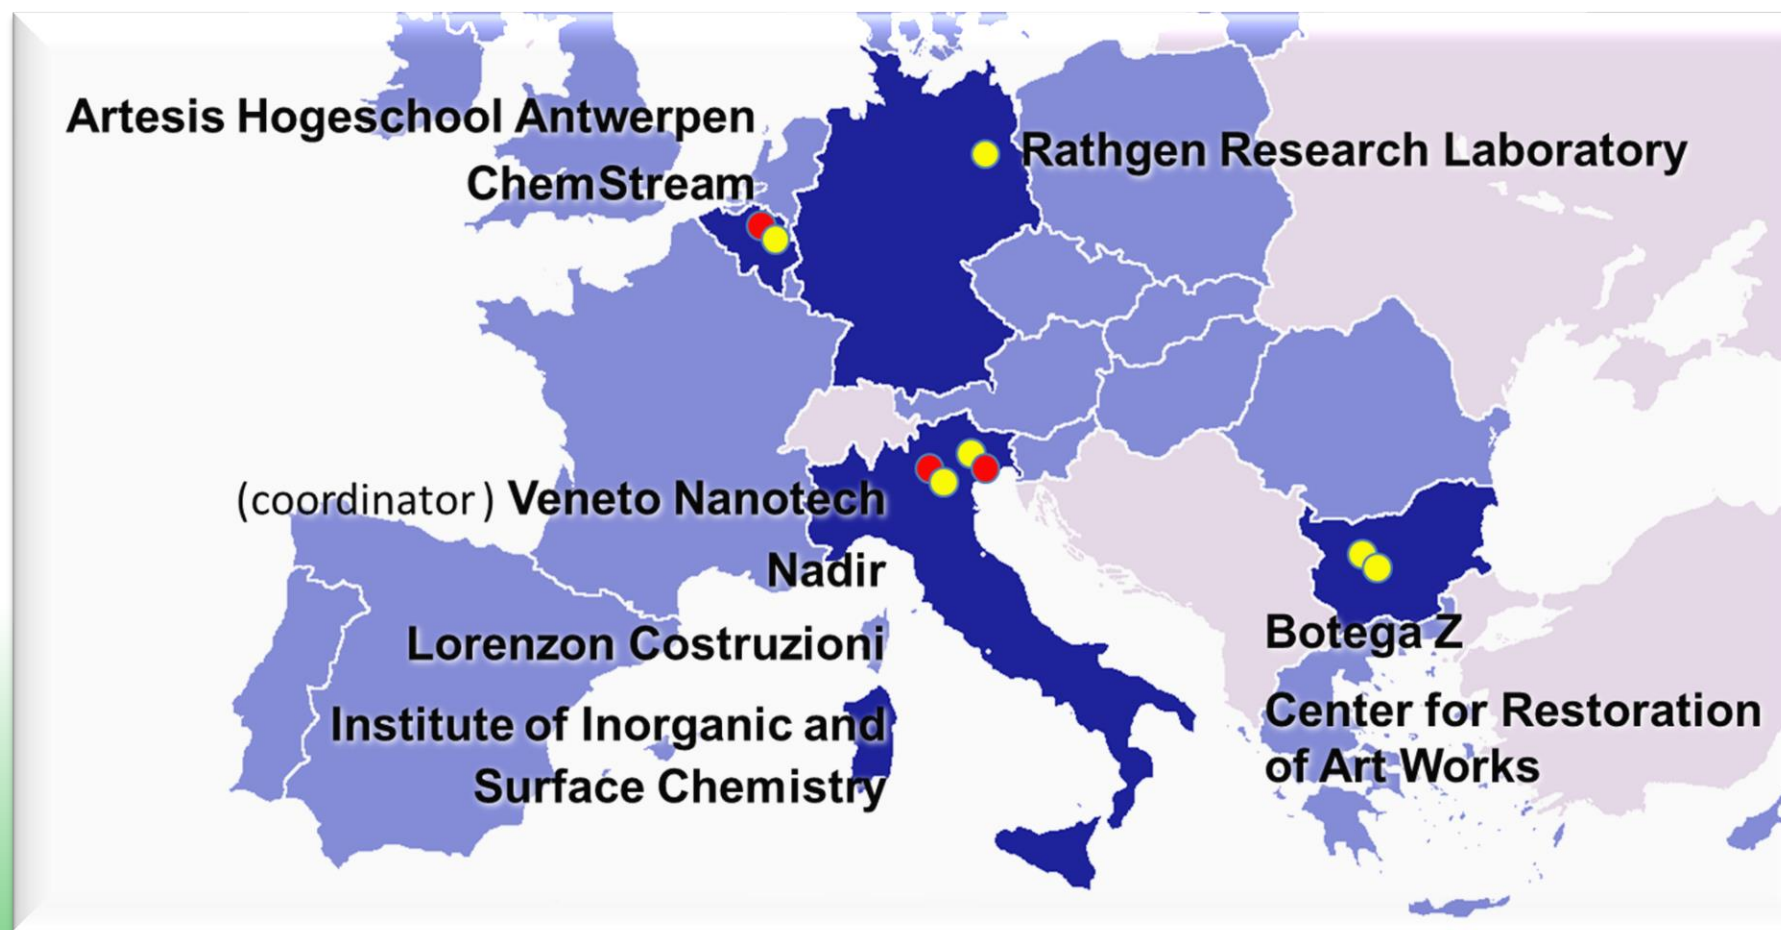 Artesis Hogeschool Antwerpen
ChemStream
Rathgen Research Laboratory
(coordinator ) Veneto Nanotech
Nadir
Lorenzon Costruzioni
Institute of Inorganic and
Surface Chemistry
Botega Z
Center for Restoration
of Art Works